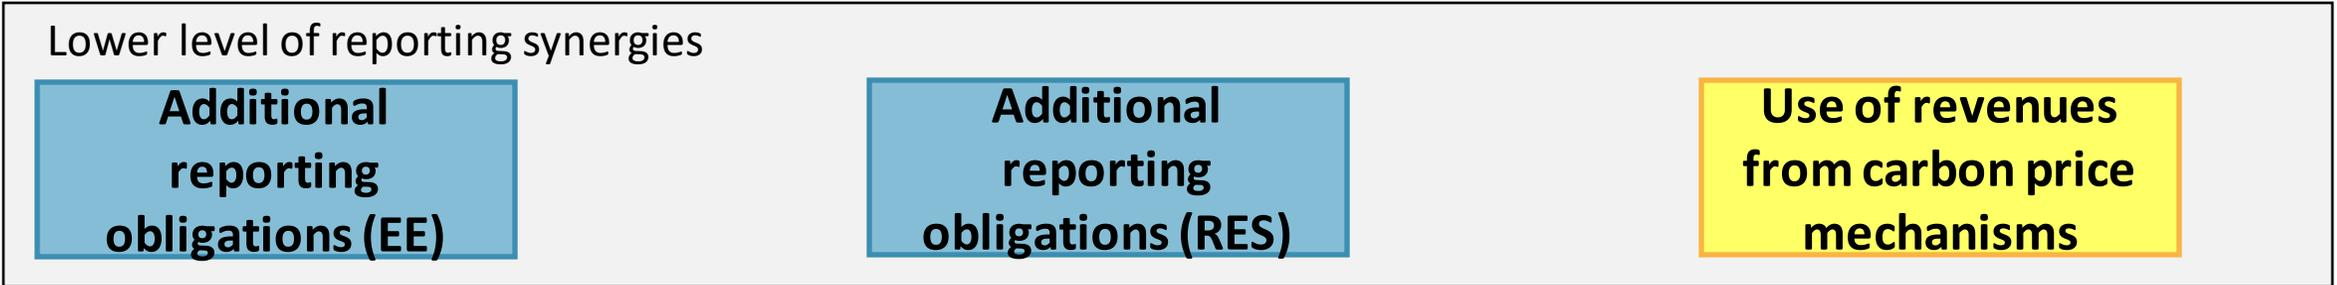 Lower level of reporting synergies
Additional
reporting
obligations (EE)
Additional
reporting
obligations (RES)
Use of revenues
from carbon price
mechanisms